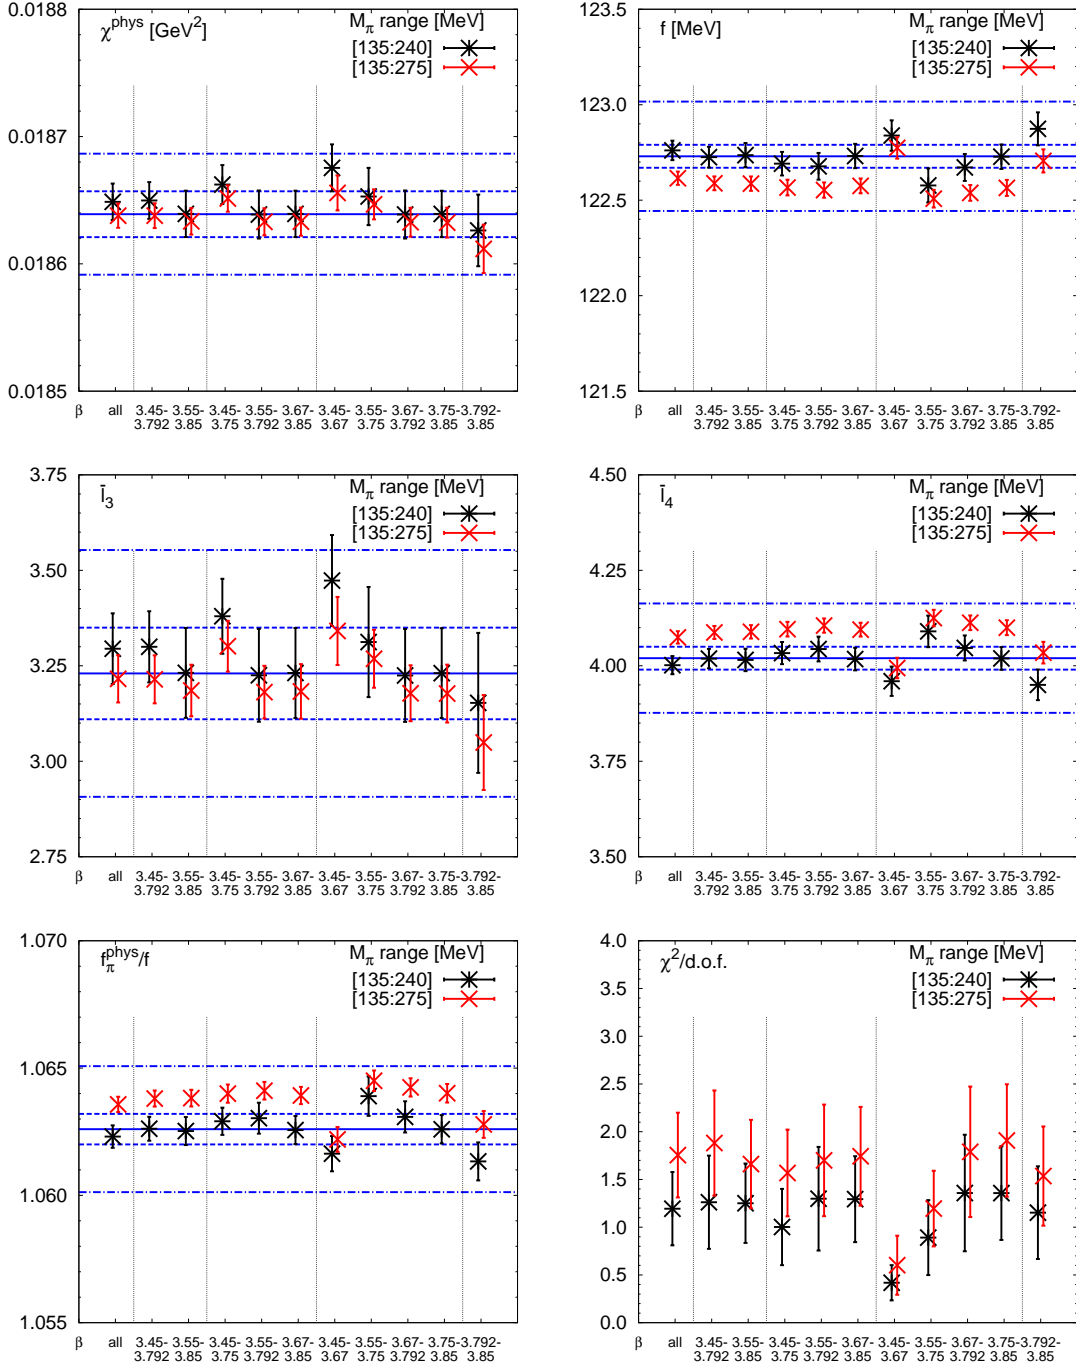 0.0188
0.0187
0.0186
0.0185
χ^phys [GeV²]
M_π range [MeV]
[135:240]
[135:275]
β all 3.45- 3.55- 3.45- 3.55- 3.67- 3.45- 3.55- 3.67- 3.75- 3.792-
3.792 3.85 3.75 3.792 3.85 3.67 3.75 3.792 3.85 3.85
123.5
123.0
122.5
122.0
121.5
f [MeV]
M_π range [MeV]
[135:240]
[135:275]
β all 3.45- 3.55- 3.45- 3.55- 3.67- 3.45- 3.55- 3.67- 3.75- 3.792-
3.792 3.85 3.75 3.792 3.85 3.67 3.75 3.792 3.85 3.85
3.75
3.50
3.25
3.00
2.75
l̄₃
M_π range [MeV]
[135:240]
[135:275]
β all 3.45- 3.55- 3.45- 3.55- 3.67- 3.45- 3.55- 3.67- 3.75- 3.792-
3.792 3.85 3.75 3.792 3.85 3.67 3.75 3.792 3.85 3.85
4.50
4.25
4.00
3.75
3.50
l̄₄
M_π range [MeV]
[135:240]
[135:275]
β all 3.45- 3.55- 3.45- 3.55- 3.67- 3.45- 3.55- 3.67- 3.75- 3.792-
3.792 3.85 3.75 3.792 3.85 3.67 3.75 3.792 3.85 3.85
1.070
1.065
1.060
1.055
f_π^phys/f
M_π range [MeV]
[135:240]
[135:275]
β all 3.45- 3.55- 3.45- 3.55- 3.67- 3.45- 3.55- 3.67- 3.75- 3.792-
3.792 3.85 3.75 3.792 3.85 3.67 3.75 3.792 3.85 3.85
4.0
3.5
3.0
2.5
2.0
1.5
1.0
0.5
0.0
χ²/d.o.f.
M_π range [MeV]
[135:240]
[135:275]
β all 3.45- 3.55- 3.45- 3.55- 3.67- 3.45- 3.55- 3.67- 3.75- 3.792-
3.792 3.85 3.75 3.792 3.85 3.67 3.75 3.792 3.85 3.85